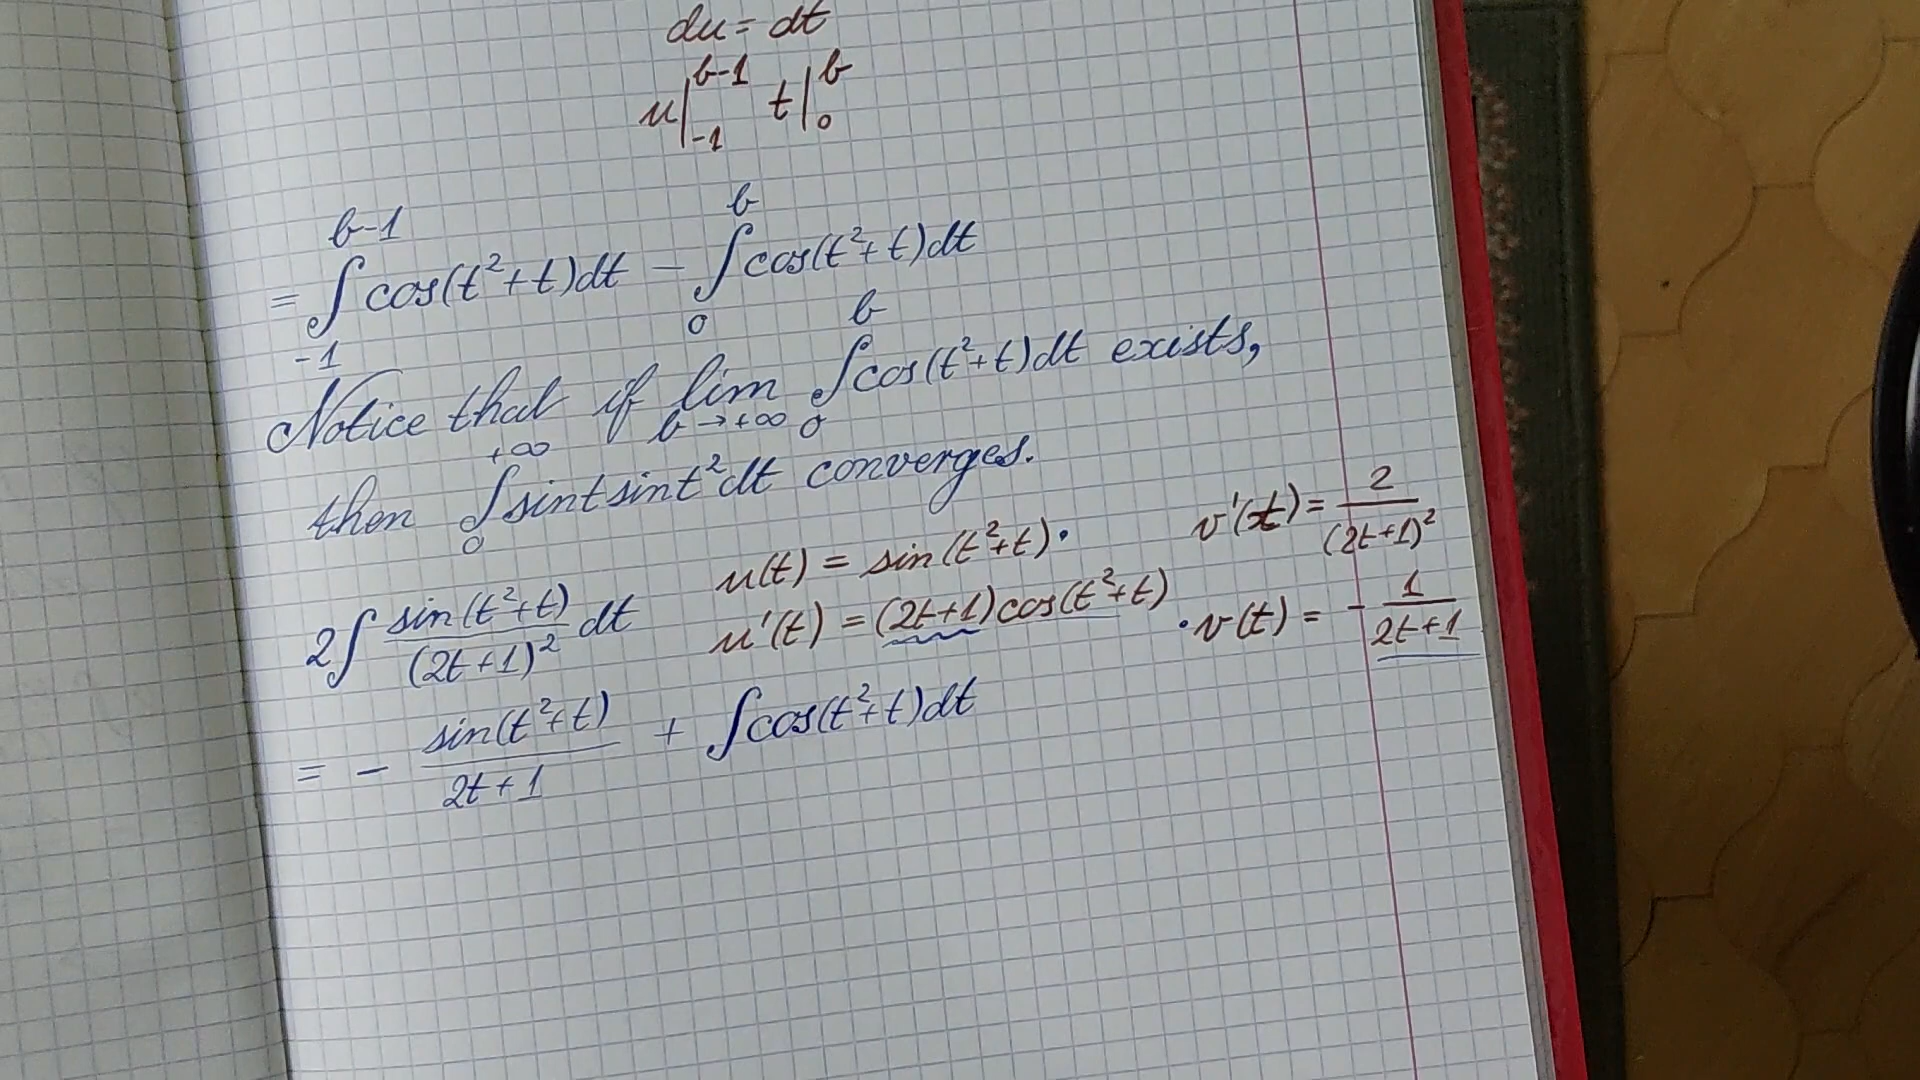 du = dt
u|_{-1}^{b-1} t|_0^b
= ∫_{-1}^{b-1} cos(t²+t)dt - ∫_0^b cos(t²+t)dt
Notice that if lim_{b→+∞} ∫_0^b cos(t²+t)dt exists,
then ∫_0^{+∞} sint sint² dt converges.
u(t) = sin(t²+t) · v'(t) = 2/(2t+1)²
2∫ sin(t²+t)/(2t+1)² dt u'(t) = (2t+1)cos(t²+t) · v(t) = - 1/(2t+1)
= - sin(t²+t)/(2t+1) + ∫cos(t²+t)dt